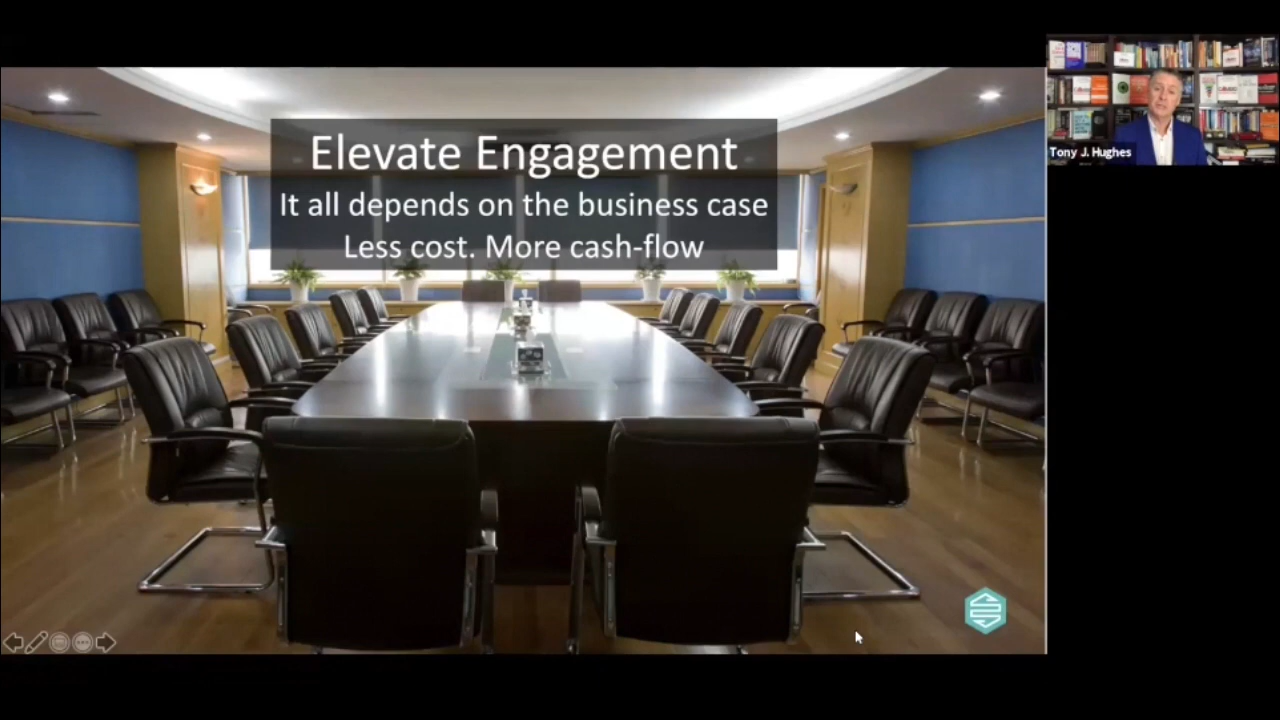 Elevate Engagement
It all depends on the business case
Less cost. More cash-flow
Tony J. Hughes